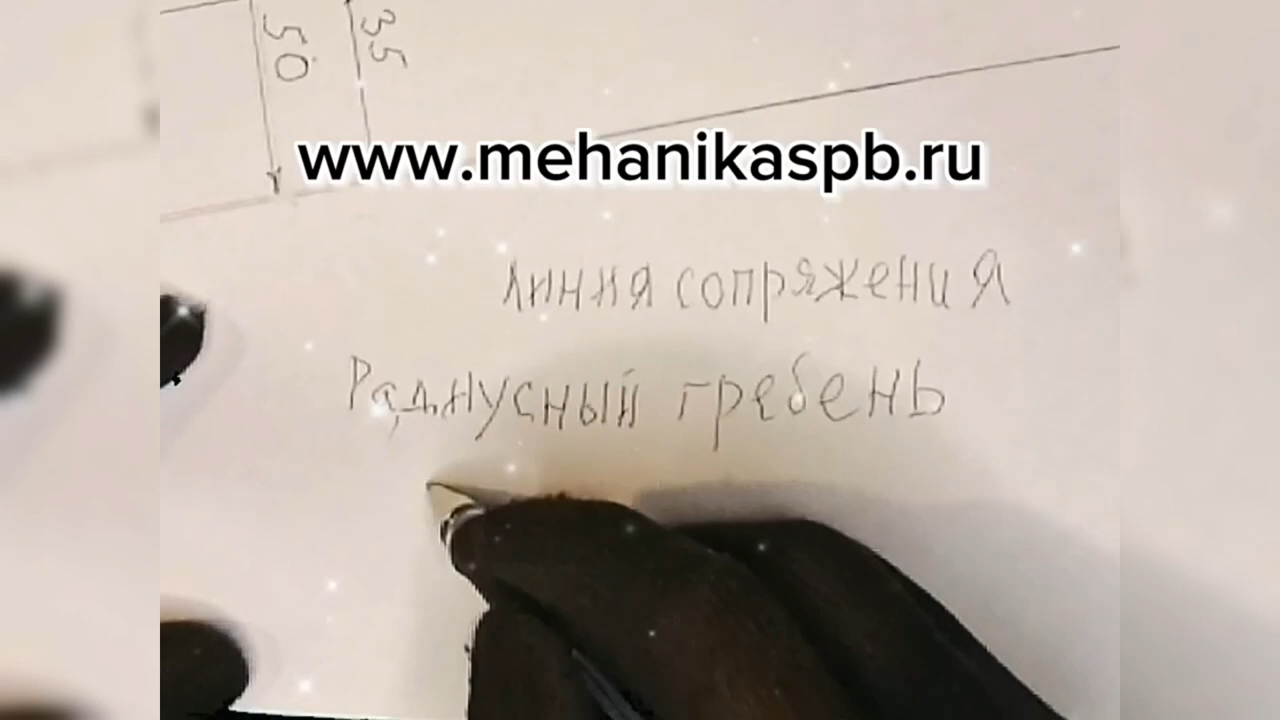 50
35
www.mehanikaspb.ru
линия сопряжения
Радиусный гребень